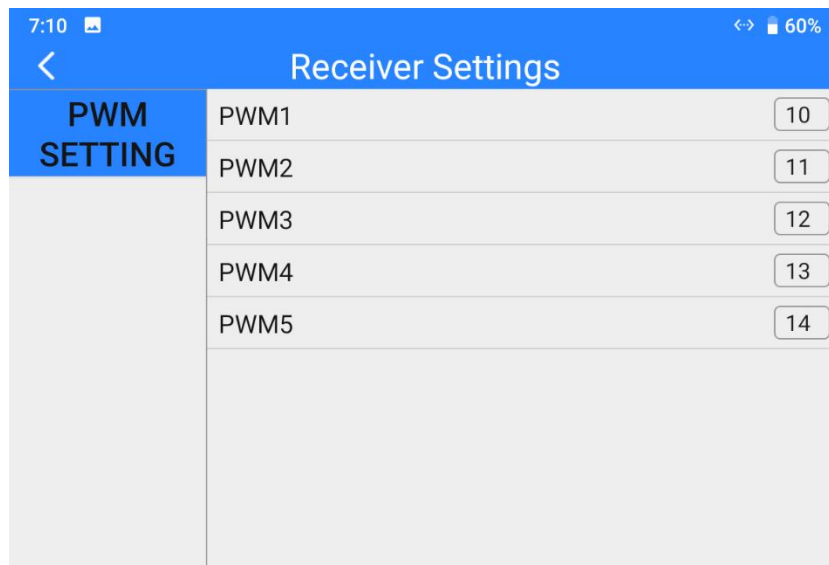 7:10
60%
Receiver Settings
PWM
SETTING
PWM1
10
PWM2
11
PWM3
12
PWM4
13
PWM5
14